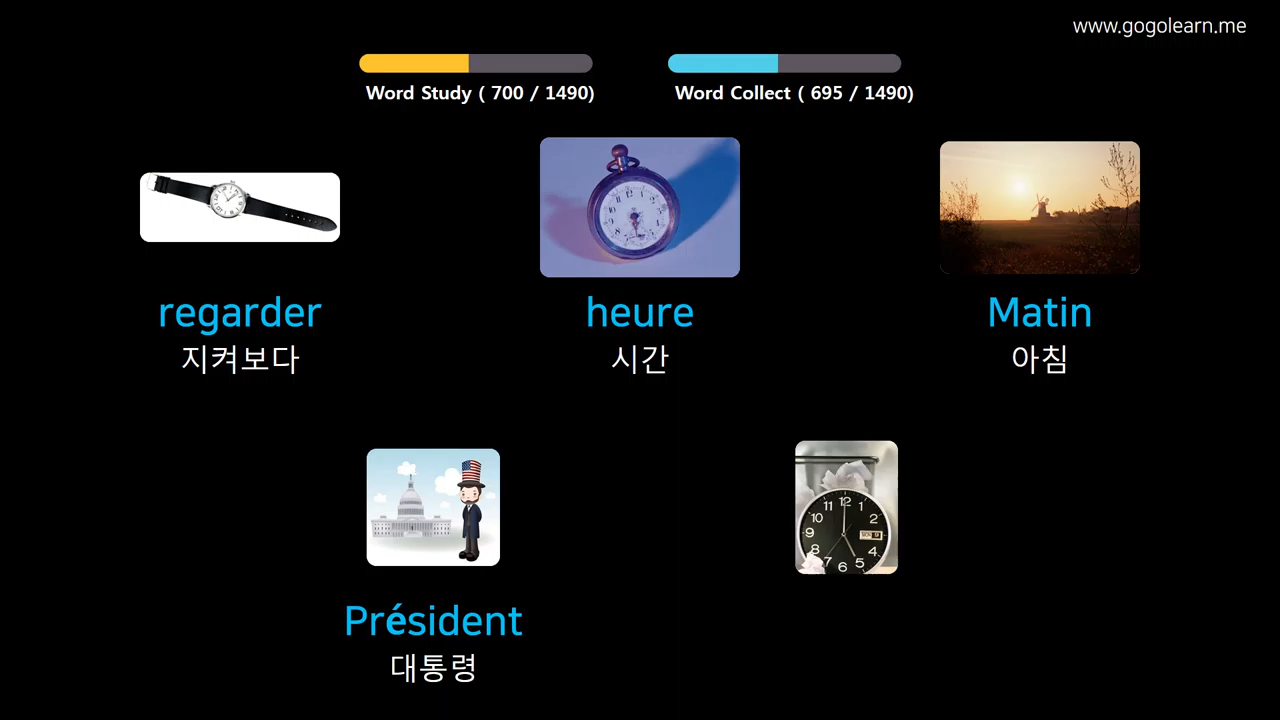 www.gogolearn.me
Word Study ( 700 / 1490)
Word Collect ( 695 / 1490)
regarder
지켜보다
heure
시간
Matin
아침
Président
대통령